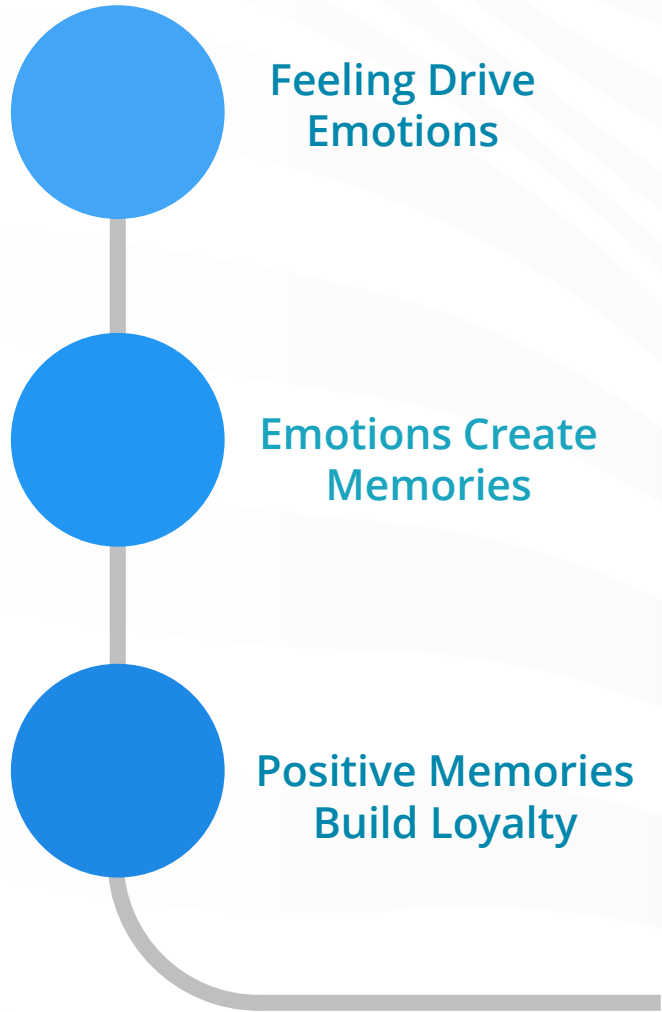 Feeling Drive
Emotions
Emotions Create
Memories
Positive Memories
Build Loyalty